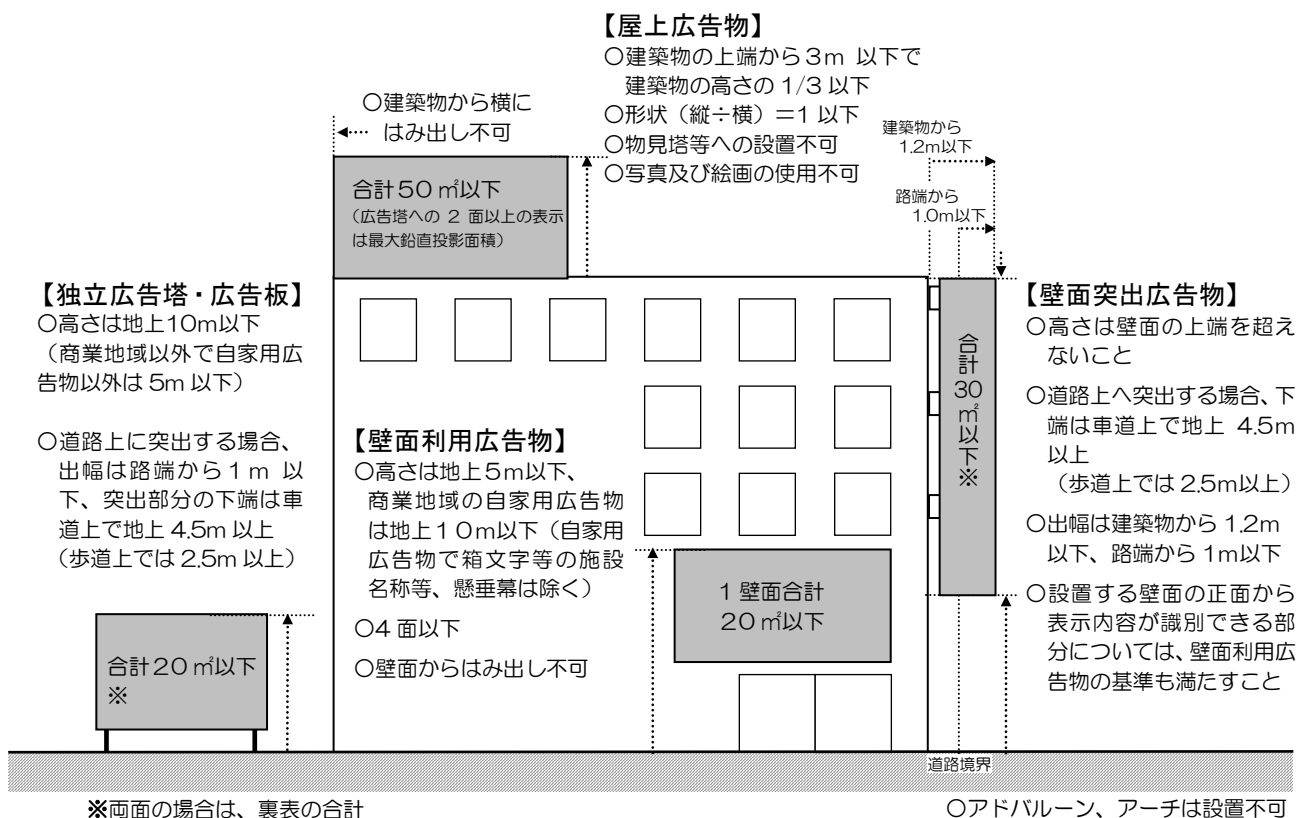 【屋上広告物】
○建築物の上端から3m 以下で
建築物の高さの 1/3 以下
○形状（縦÷横）＝1 以下
○物見塔等への設置不可
○写真及び絵画の使用不可
○建築物から横に
はみ出し不可
合計50 ㎡以下
（広告塔への 2 面以上の表示
は最大鉛直投影面積）
建築物から
1.2m以下
路端から
1.0m以下
【独立広告塔・広告板】
○高さは地上10m以下
（商業地域以外で自家用広
告物以外は 5m 以下）
○道路上に突出する場合、
出幅は路端から1m 以
下、突出部分の下端は車
道上で地上 4.5m 以上
（歩道上では 2.5m 以上）
合計20 ㎡以下
※
【壁面利用広告物】
○高さは地上5m以下、
商業地域の自家用広告物
は地上10m以下（自家用
広告物で箱文字等の施設
名称等、懸垂幕は除く）
○4 面以下
○壁面からはみ出し不可
1 壁面合計
20 ㎡以下
合計30㎡以下※
【壁面突出広告物】
○高さは壁面の上端を超え
ないこと
○道路上へ突出する場合、下
端は車道上で地上 4.5m
以上
（歩道上では 2.5m以上）
○出幅は建築物から 1.2m
以下、路端から 1m以下
○設置する壁面の正面から
表示内容が識別できる部
分については、壁面利用広
告物の基準も満たすこと
道路境界
※両面の場合は、裏表の合計
○アドバルーン、アーチは設置不可